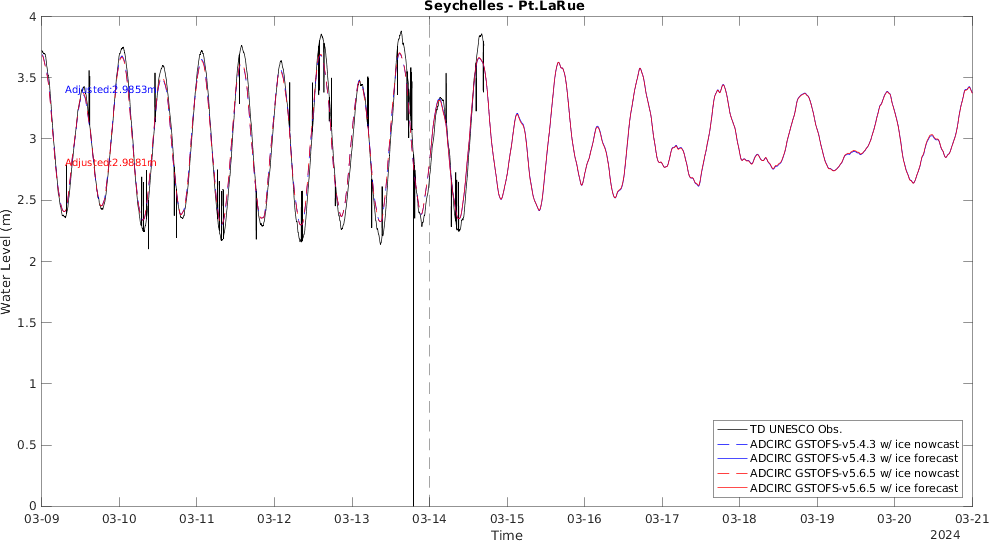 Seychelles - Pt.LaRue
4
3.5
3
2.5
2
1.5
1
0.5
0
Water Level (m)
Adjusted:2.9853m
Adjusted:2.9881m
TD UNESCO Obs.
ADCIRC GSTOFS-v5.4.3 w/ ice nowcast
ADCIRC GSTOFS-v5.4.3 w/ ice forecast
ADCIRC GSTOFS-v5.6.5 w/ ice nowcast
ADCIRC GSTOFS-v5.6.5 w/ ice forecast
03-09 03-10 03-11 03-12 03-13 03-14 03-15 03-16 03-17 03-18 03-19 03-20 03-21
Time
2024